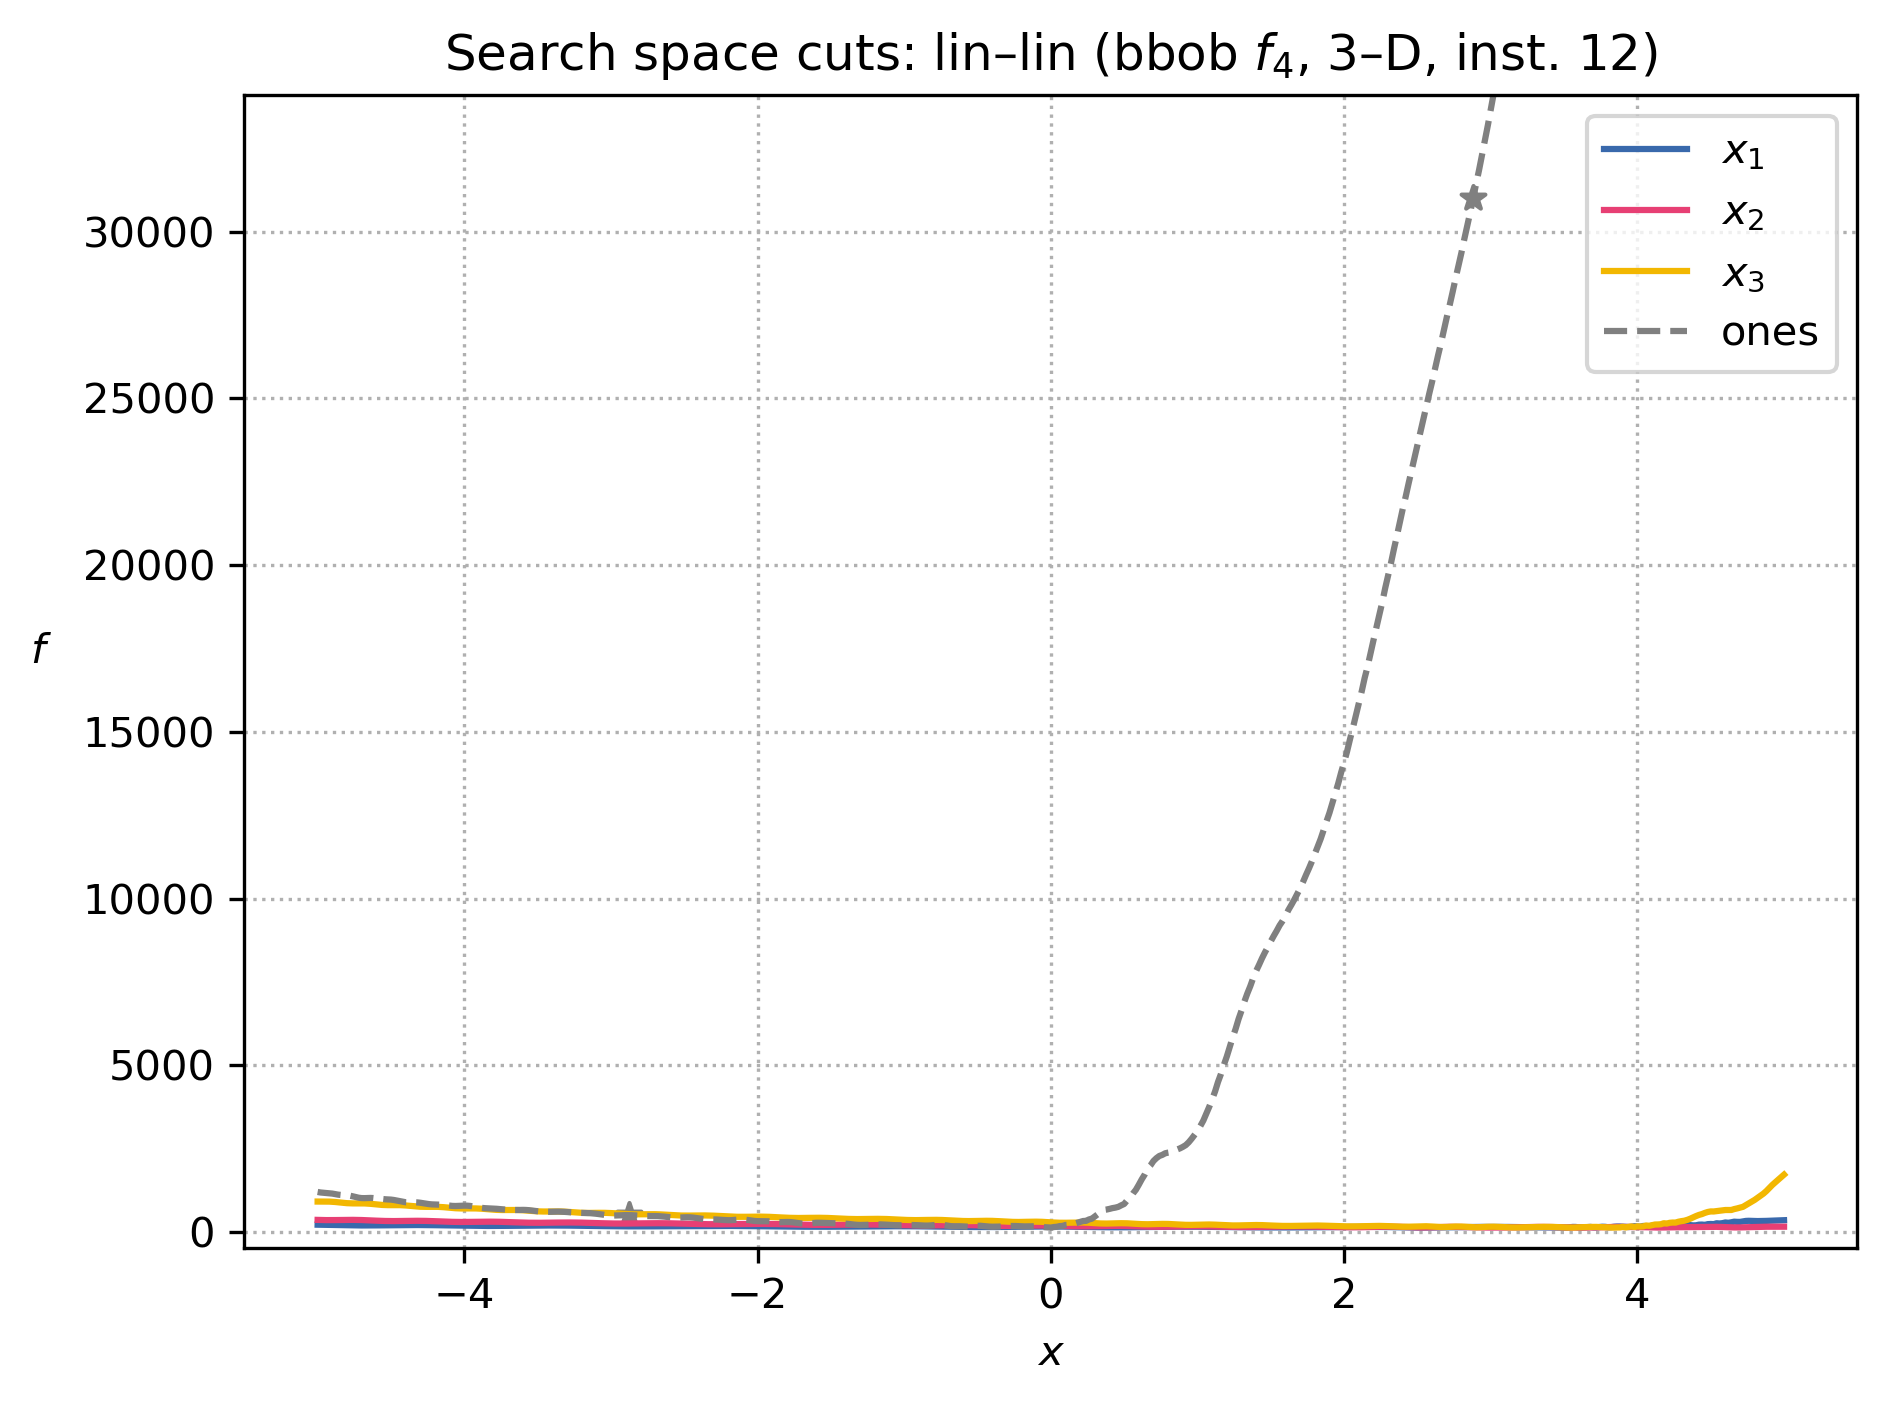 Search space cuts: lin–lin (bbob f₄, 3–D, inst. 12)
x₁
x₂
x₃
ones
30000
25000
20000
15000
10000
5000
0
f
−4 −2 0 2 4
x